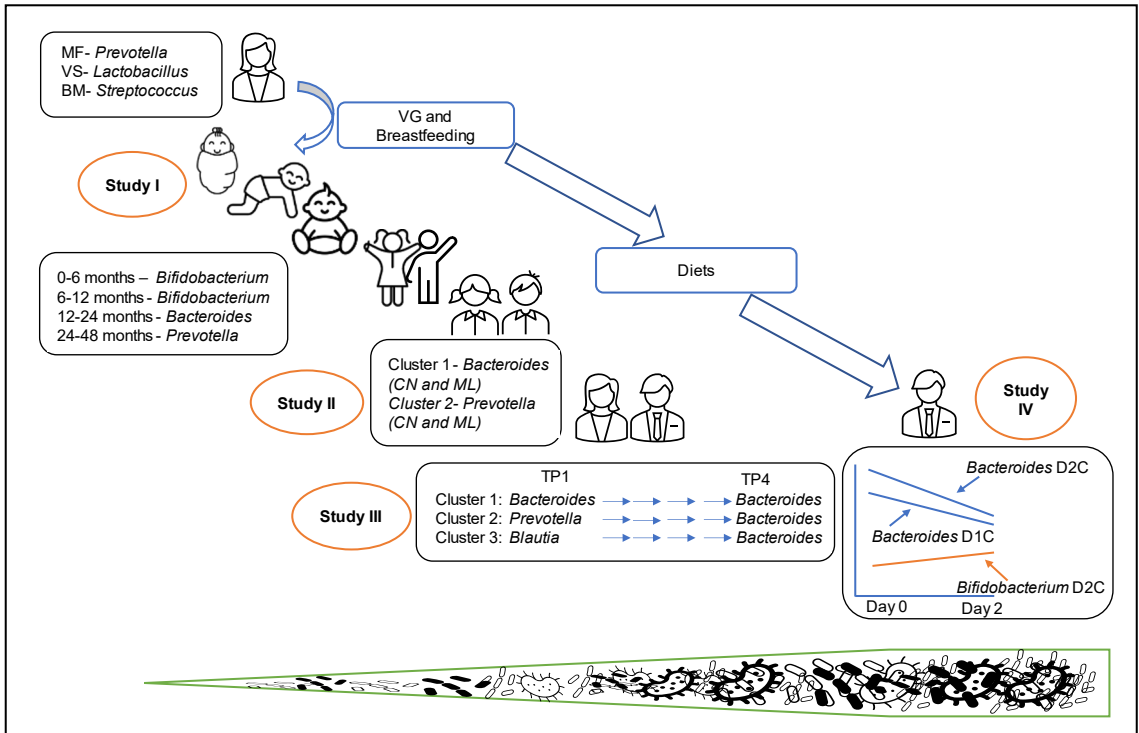 MF- Prevotella
VS- Lactobacillus
BM- Streptococcus
VG and
Breastfeeding
Study I
Diets
0-6 months – Bifidobacterium
6-12 months - Bifidobacterium
12-24 months - Bacteroides
24-48 months - Prevotella
Study II
Cluster 1- Bacteroides
(CN and ML)
Cluster 2- Prevotella
(CN and ML)
Study
IV
Study III
TP1 TP4
Cluster 1: Bacteroides Bacteroides
Cluster 2: Prevotella Bacteroides
Cluster 3: Blautia Bacteroides
Bacteroides D2C
Bacteroides D1C
Bifidobacterium D2C
Day 0 Day 2